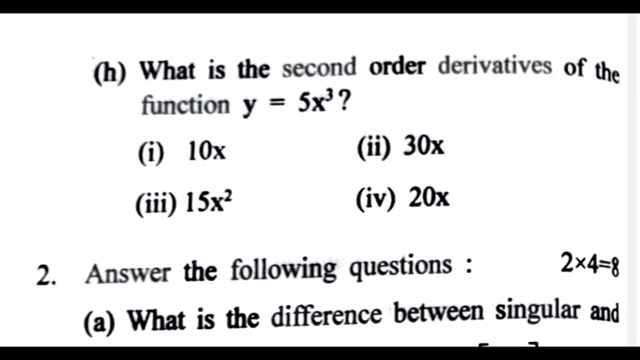 (h) What is the second order derivatives of the
function y = 5x³?
(i) 10x (ii) 30x
(iii) 15x² (iv) 20x
2. Answer the following questions : 2×4=8
(a) What is the difference between singular and